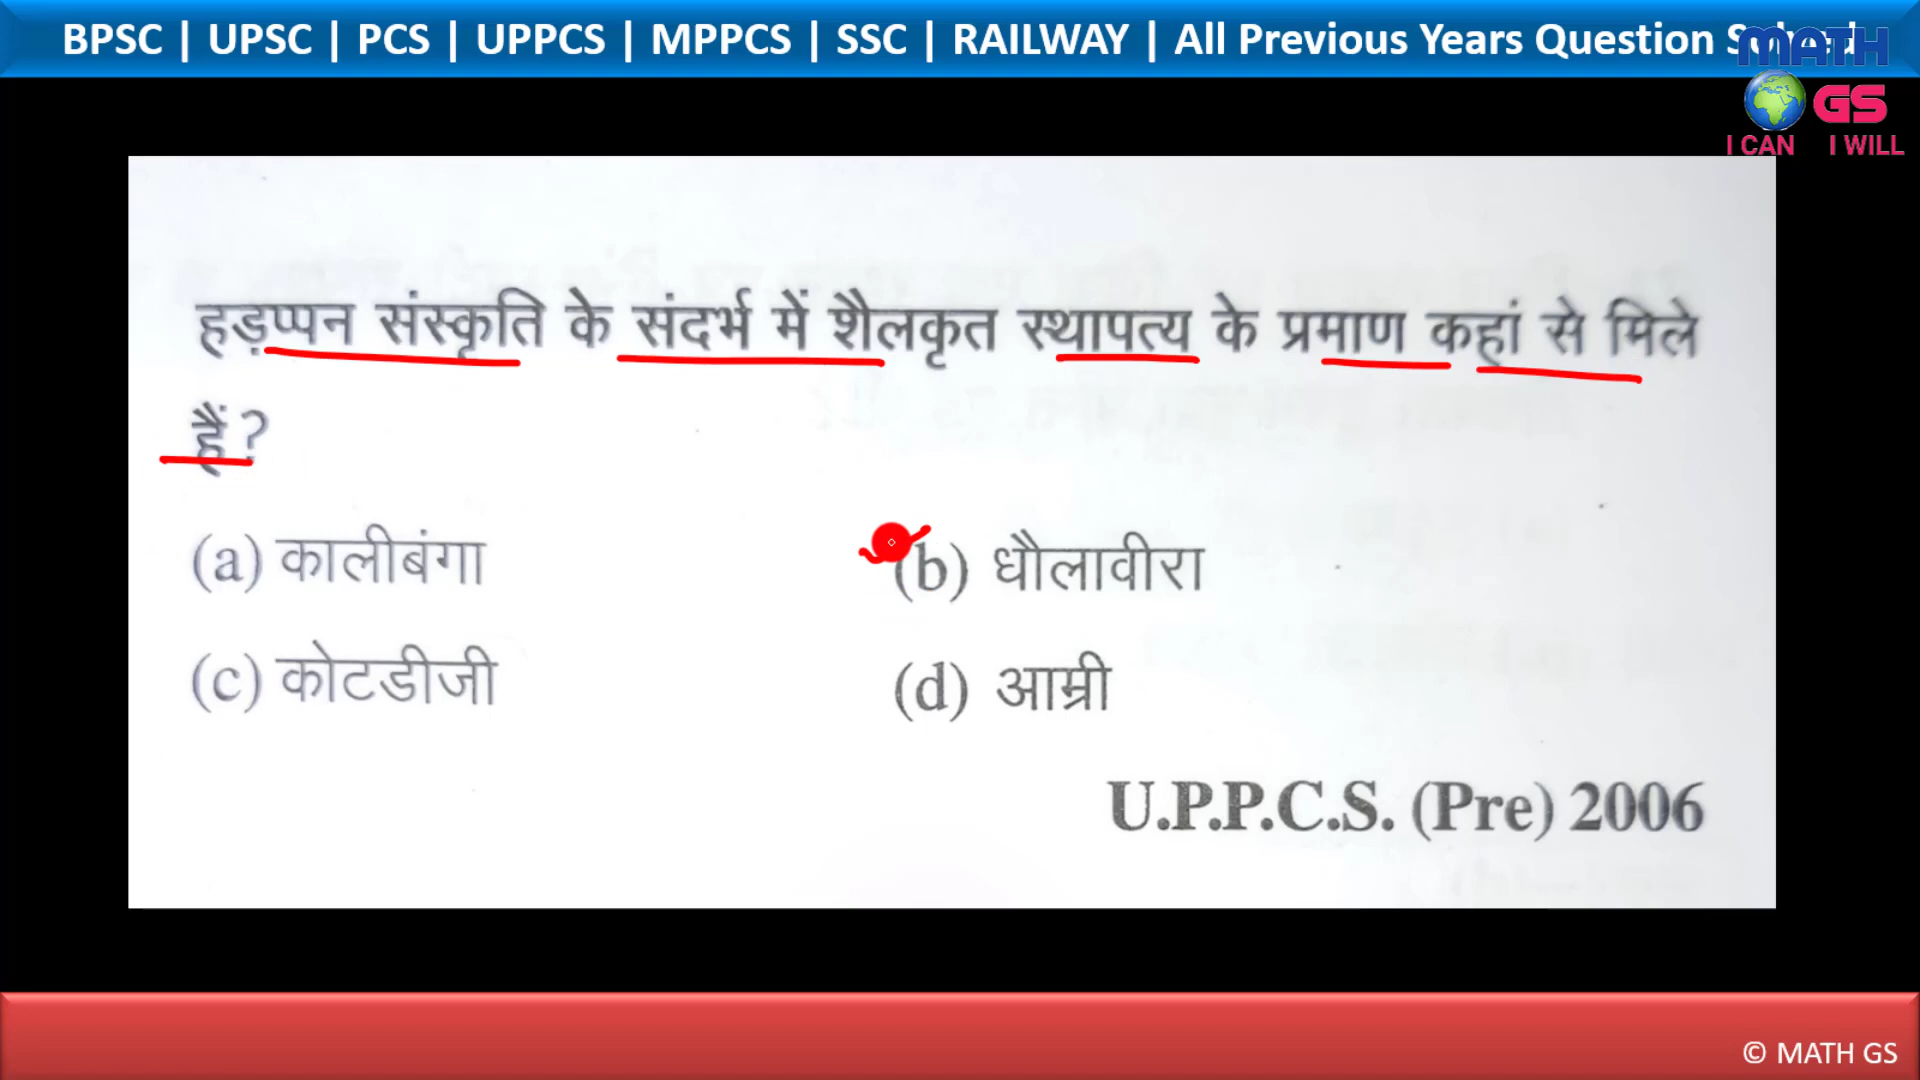 BPSC | UPSC | PCS | UPPCS | MPPCS | SSC | RAILWAY | All Previous Years Question
MATH
GS
I CAN I WILL
हड़प्पन संस्कृति के संदर्भ में शैलकृत स्थापत्य के प्रमाण कहां से मिले
हैं?
(a) कालीबंगा (b) धौलावीरा
(c) कोटडीजी (d) आम्री
U.P.P.C.S. (Pre) 2006
© MATH GS